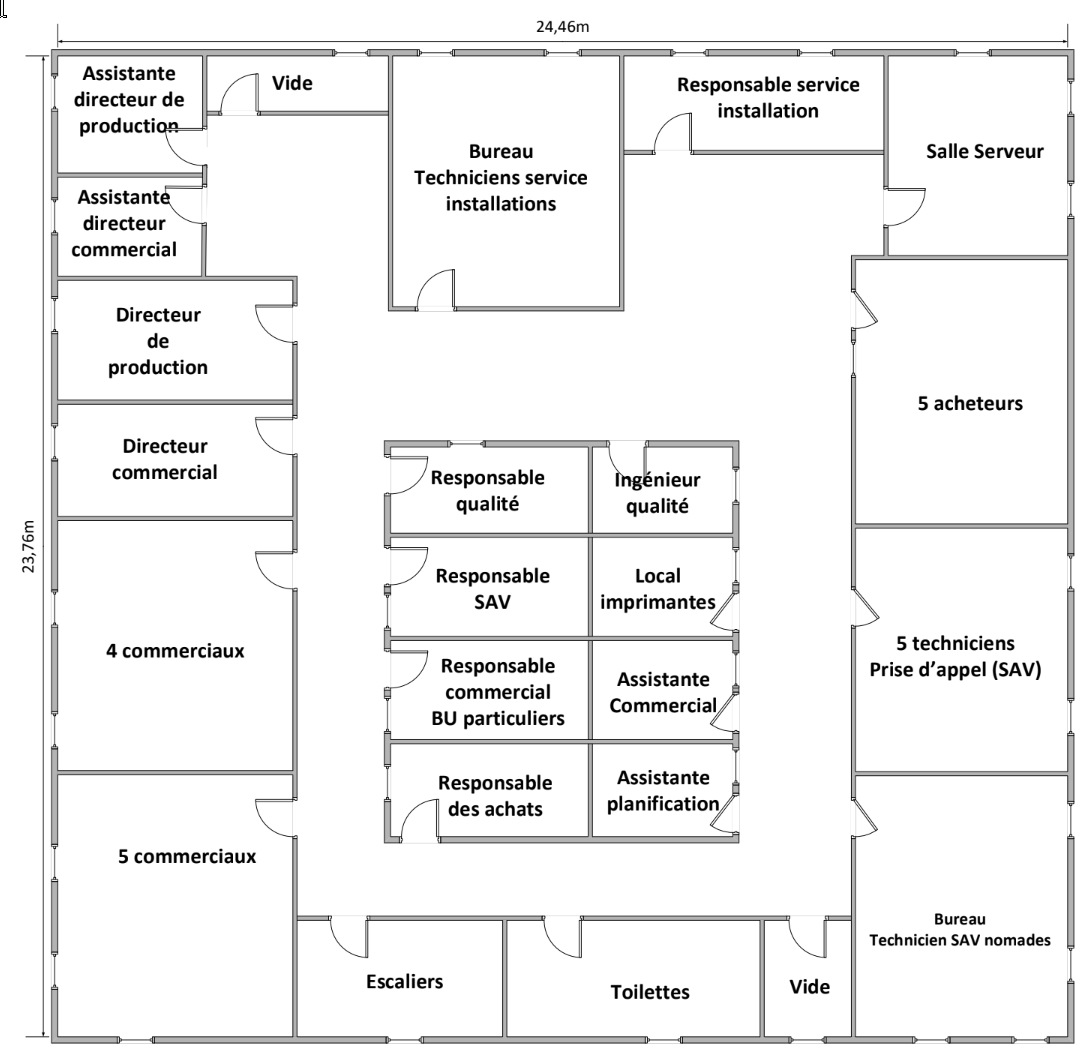 24,46m
Assistante
directeur de
production
Vide
Bureau
Techniciens service
installations
Responsable service
installation
Salle Serveur
Assistante
directeur
commercial
Directeur
de
production
5 acheteurs
Directeur
commercial
Responsable
qualité
Ingénieur
qualité
23,76m
Responsable
SAV
Local
imprimantes
4 commerciaux
5 techniciens
Prise d’appel (SAV)
Responsable
commercial
BU particuliers
Assistante
Commercial
Responsable
des achats
Assistante
planification
5 commerciaux
Bureau
Technicien SAV nomades
Escaliers
Toilettes
Vide